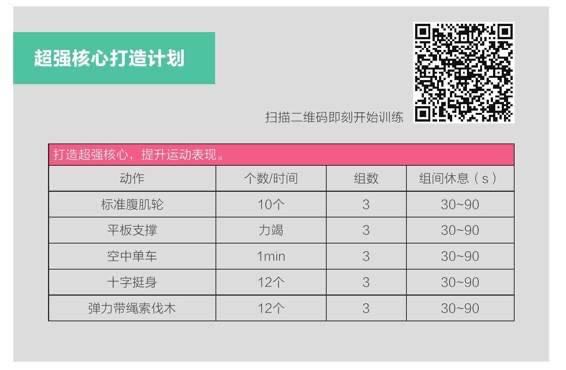 超强核心打造计划
扫描二维码即刻开始训练
打造超强核心，提升运动表现。
动作 个数/时间 组数 组间休息（s）
标准腹肌轮 10个 3 30~90
平板支撑 力竭 3 30~90
空中单车 1min 3 30~90
十字挺身 12个 3 30~90
弹力带绳索伐木 12个 3 30~90